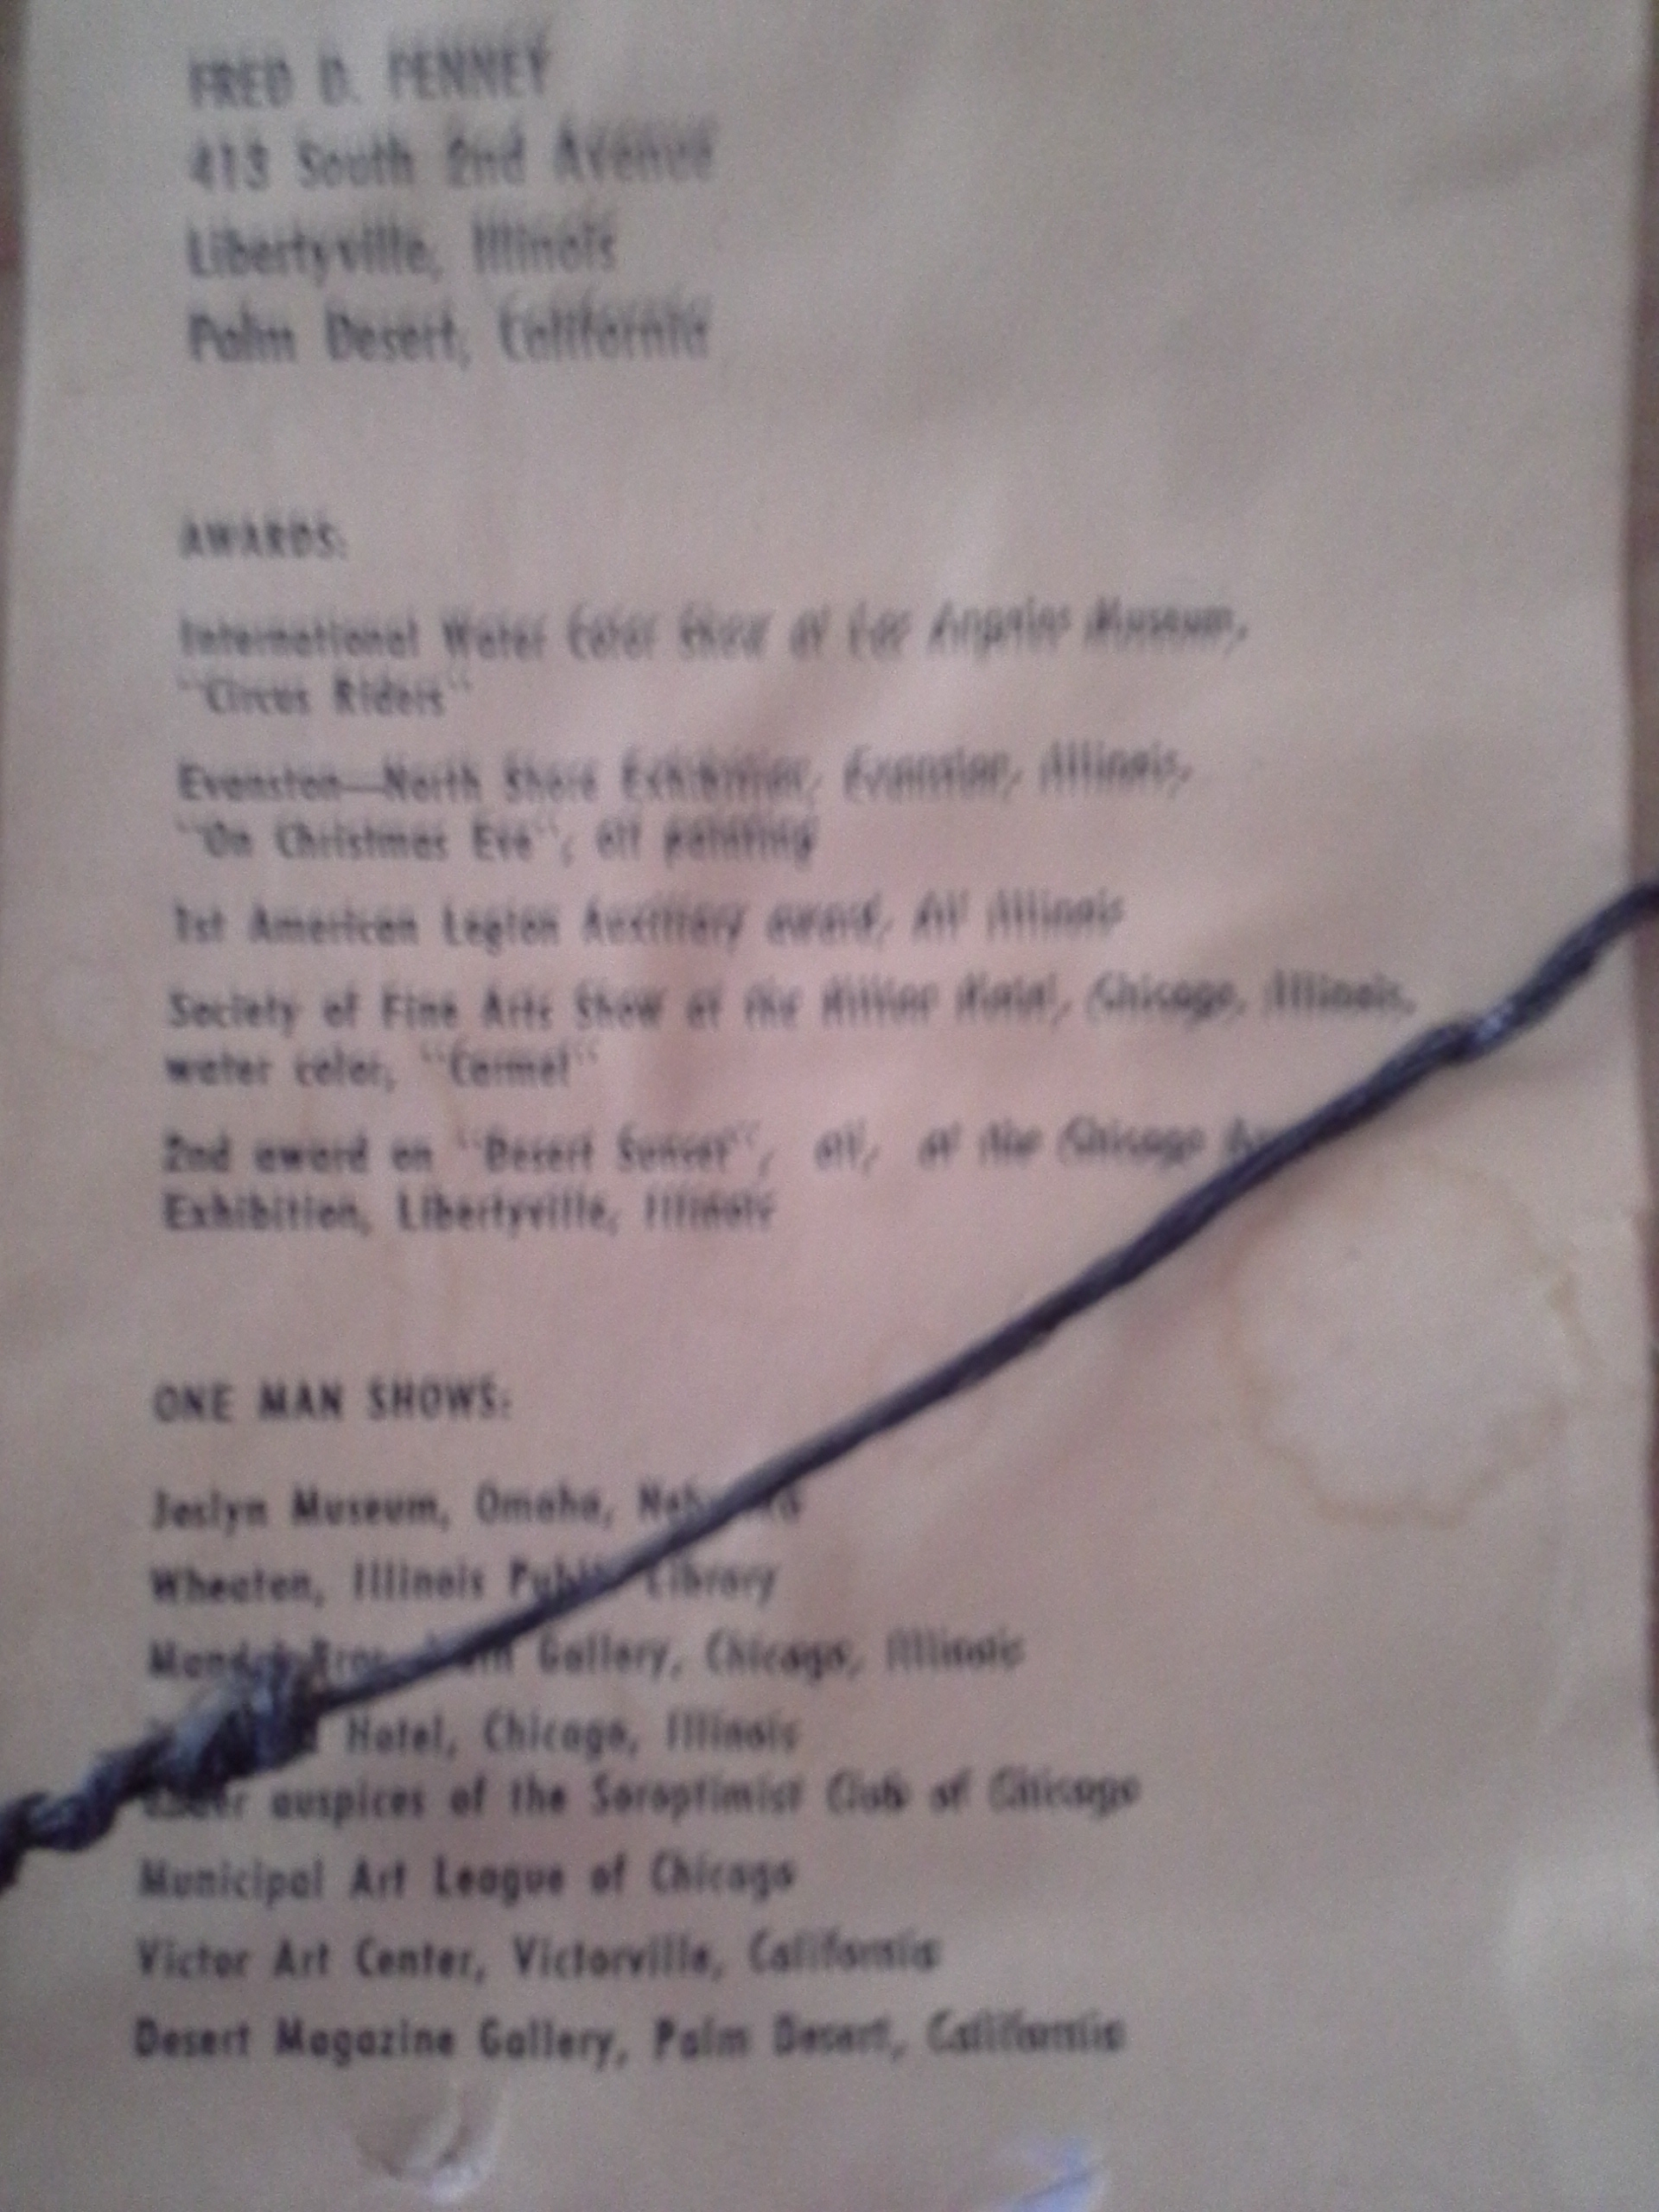 FRED D. PENNEY
413 South 2nd Avenue
Libertyville, Illinois
Palm Desert, California
AWARDS:
International Water Color Show at Los Angeles Museum,
"Circus Riders"
Evanston—North Shore Exhibition, Evanston, Illinois,
"On Christmas Eve", oil painting
1st American Legion Auxiliary award, All Illinois
Society of Fine Arts Show at the Hilton Hotel, Chicago, Illinois,
water color, "Carmel"
2nd award on "Desert Sunset", oil, at the Chicago
Exhibition, Libertyville, Illinois
ONE MAN SHOWS:
Joslyn Museum, Omaha,
Wheaton, Illinois Public Library
Gallery, Chicago, Illinois
Hotel, Chicago, Illinois
under auspices of the Soroptimist Club of Chicago
Municipal Art League of Chicago
Victor Art Center, Victorville, California
Desert Magazine Gallery, Palm Desert, California